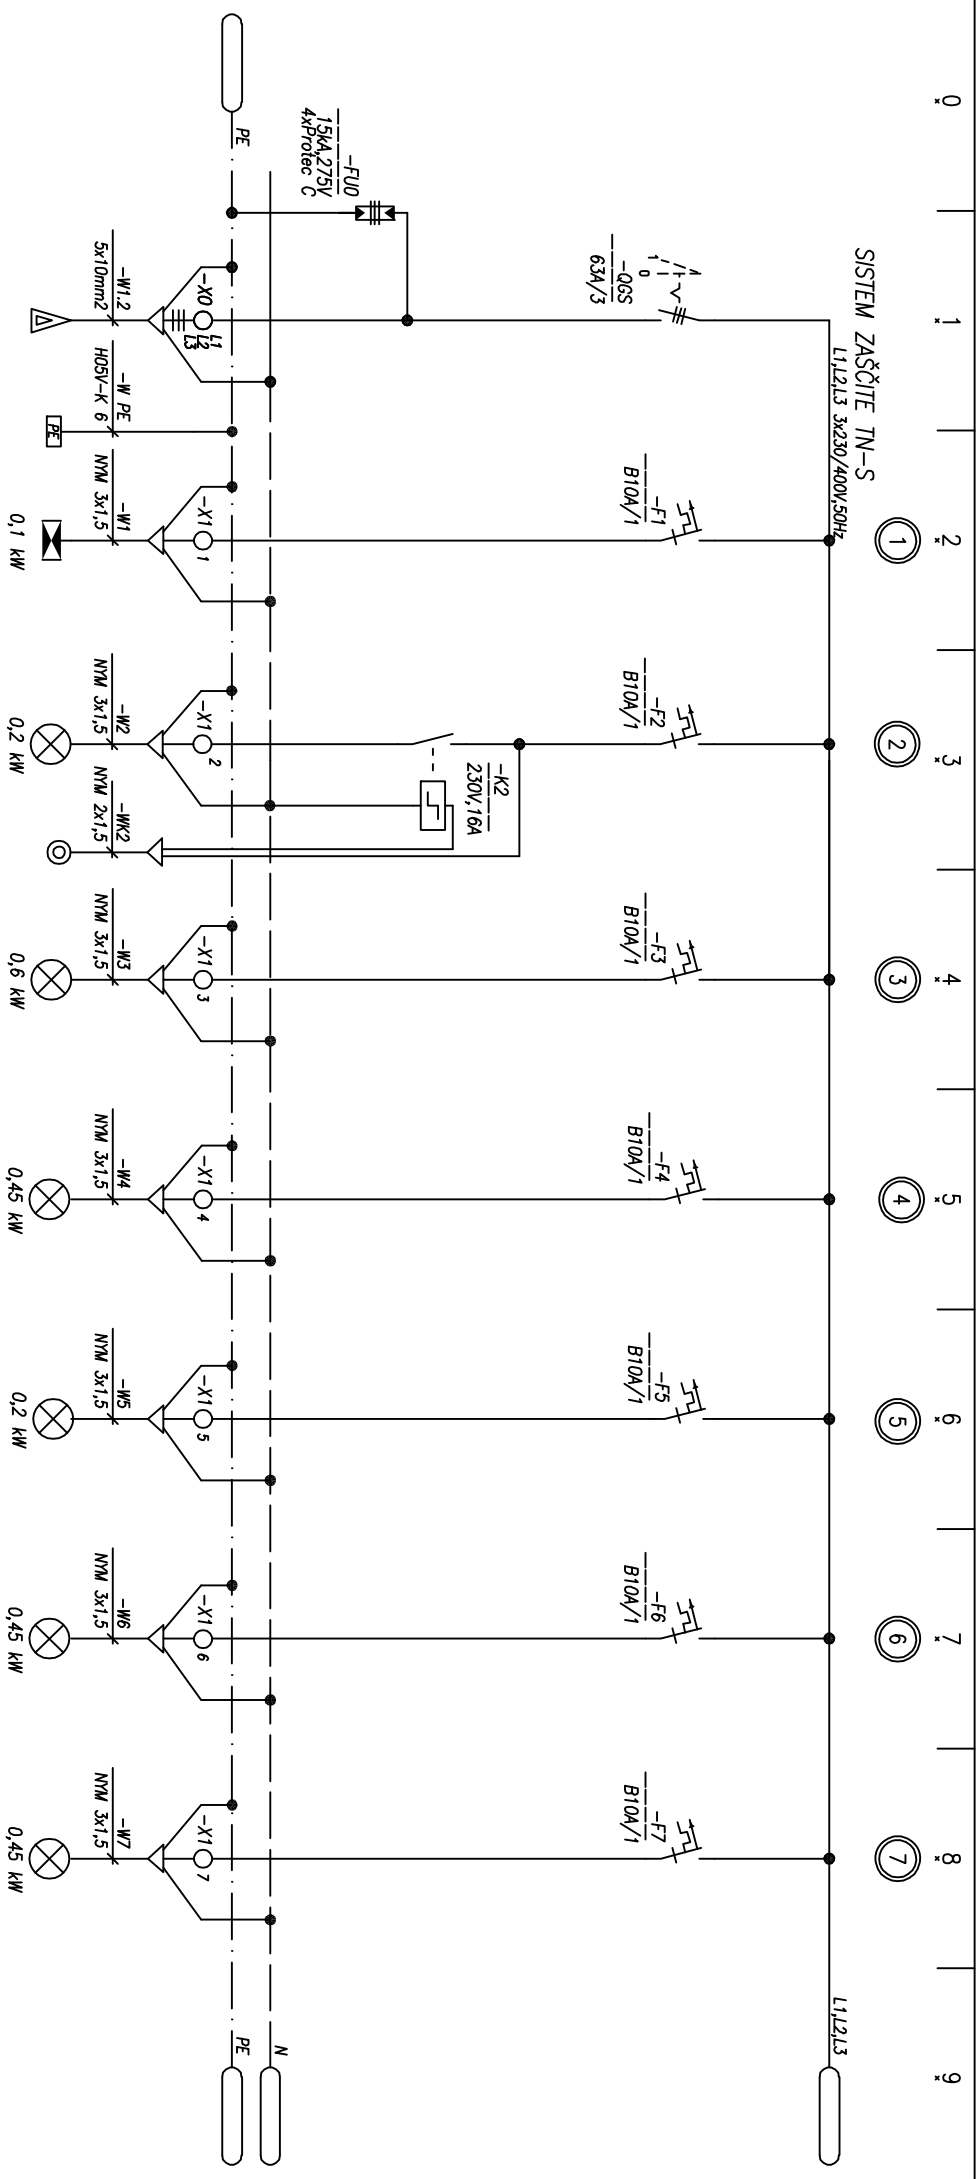 0
1
2
3
4
5
6
7
8
9
SISTEM ZAŠČITE TN-S
L1,L2,L3 3x230/400V,50Hz
L1,L2,L3
1
2
3
4
5
6
7
1
0
-QGS
63A/3
-F1
B10A/1
-F2
B10A/1
-F3
B10A/1
-F4
B10A/1
-F5
B10A/1
-F6
B10A/1
-F7
B10A/1
-K2
230V,16A
-FU0
15kA,275V
4xProtec C
N
PE
PE
-X0
L1
L2
L3
-X1
1
-X1
2
-X1
3
-X1
4
-X1
5
-X1
6
-X1
7
-W1.2
5x10mm2
-W PE
H05V-K 6
-W1
NYM 3x1,5
-W2
NYM 3x1,5
-WK2
NYM 2x1,5
-W3
NYM 3x1,5
-W4
NYM 3x1,5
-W5
NYM 3x1,5
-W6
NYM 3x1,5
-W7
NYM 3x1,5
PE
0,1 kW
0,2 kW
0,6 kW
0,45 kW
0,2 kW
0,45 kW
0,45 kW